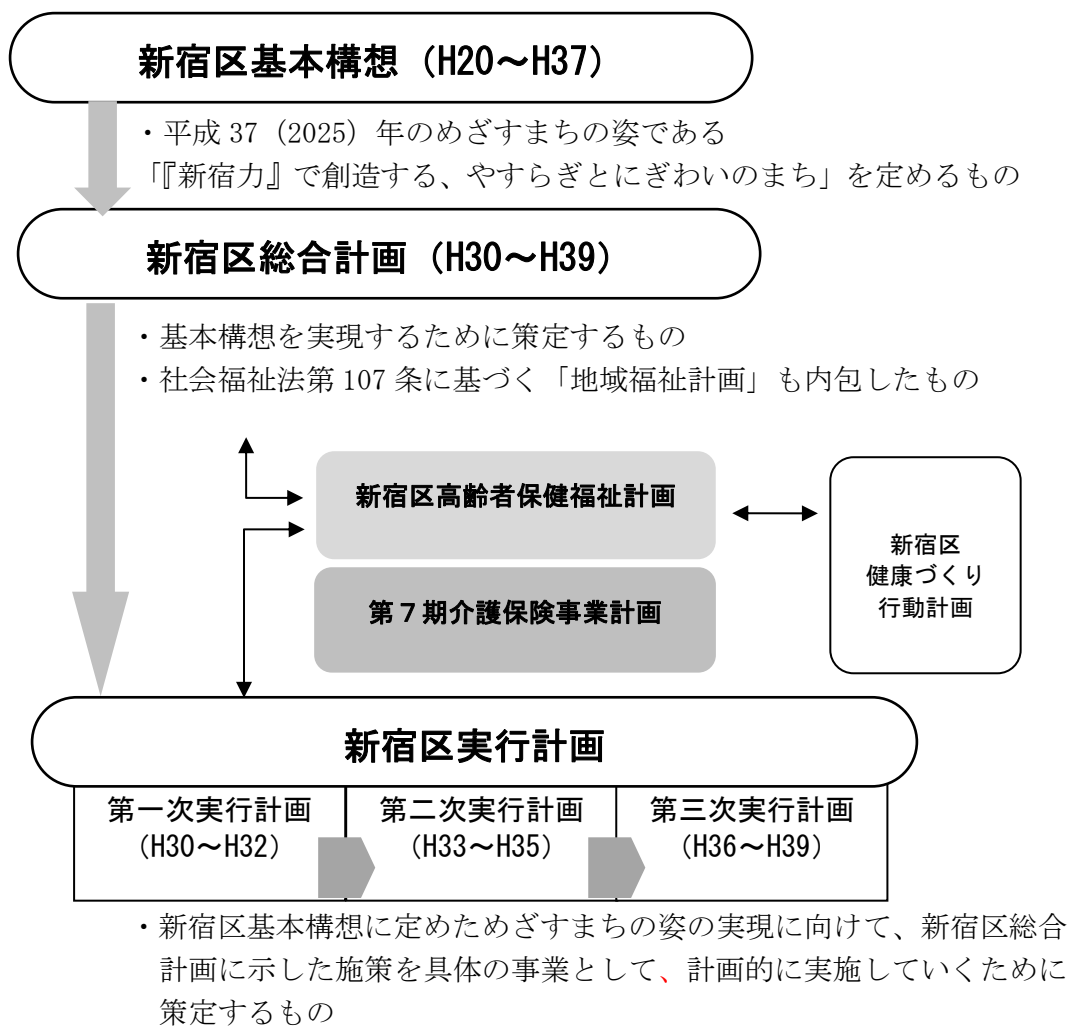 新宿区基本構想（H20～H37）
・平成 37（2025）年のめざすまちの姿である
「『新宿力』で創造する、やすらぎとにぎわいのまち」を定めるもの
新宿区総合計画（H30～H39）
・基本構想を実現するために策定するもの
・社会福祉法第 107 条に基づく「地域福祉計画」も内包したもの
新宿区高齢者保健福祉計画
第７期介護保険事業計画
新宿区
健康づくり
行動計画
新宿区実行計画
第一次実行計画
（H30～H32）
第二次実行計画
（H33～H35）
第三次実行計画
（H36～H39）
・新宿区基本構想に定めためざすまちの姿の実現に向けて、新宿区総合
計画に示した施策を具体の事業として、計画的に実施していくために
策定するもの